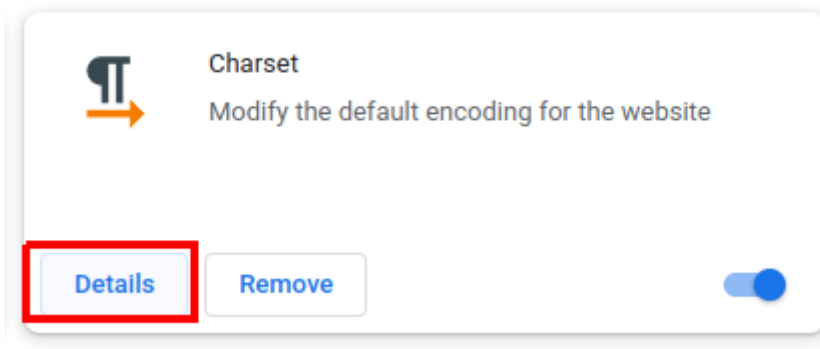 Charset
Modify the default encoding for the website
Details
Remove